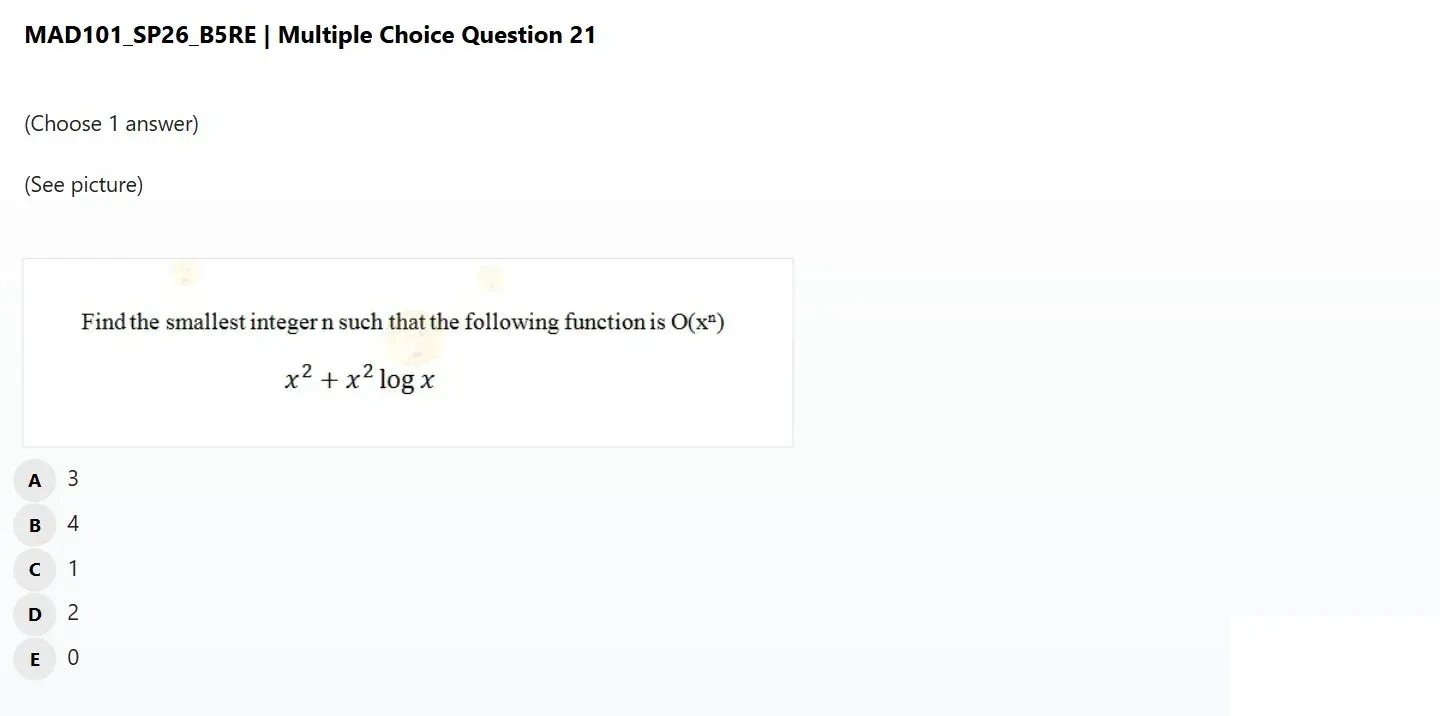 MAD101_SP26_B5RE | Multiple Choice Question 21
(Choose 1 answer)
(See picture)
Find the smallest integer n such that the following function is O(xⁿ)
x² + x² log x
A 3
B 4
C 1
D 2
E 0